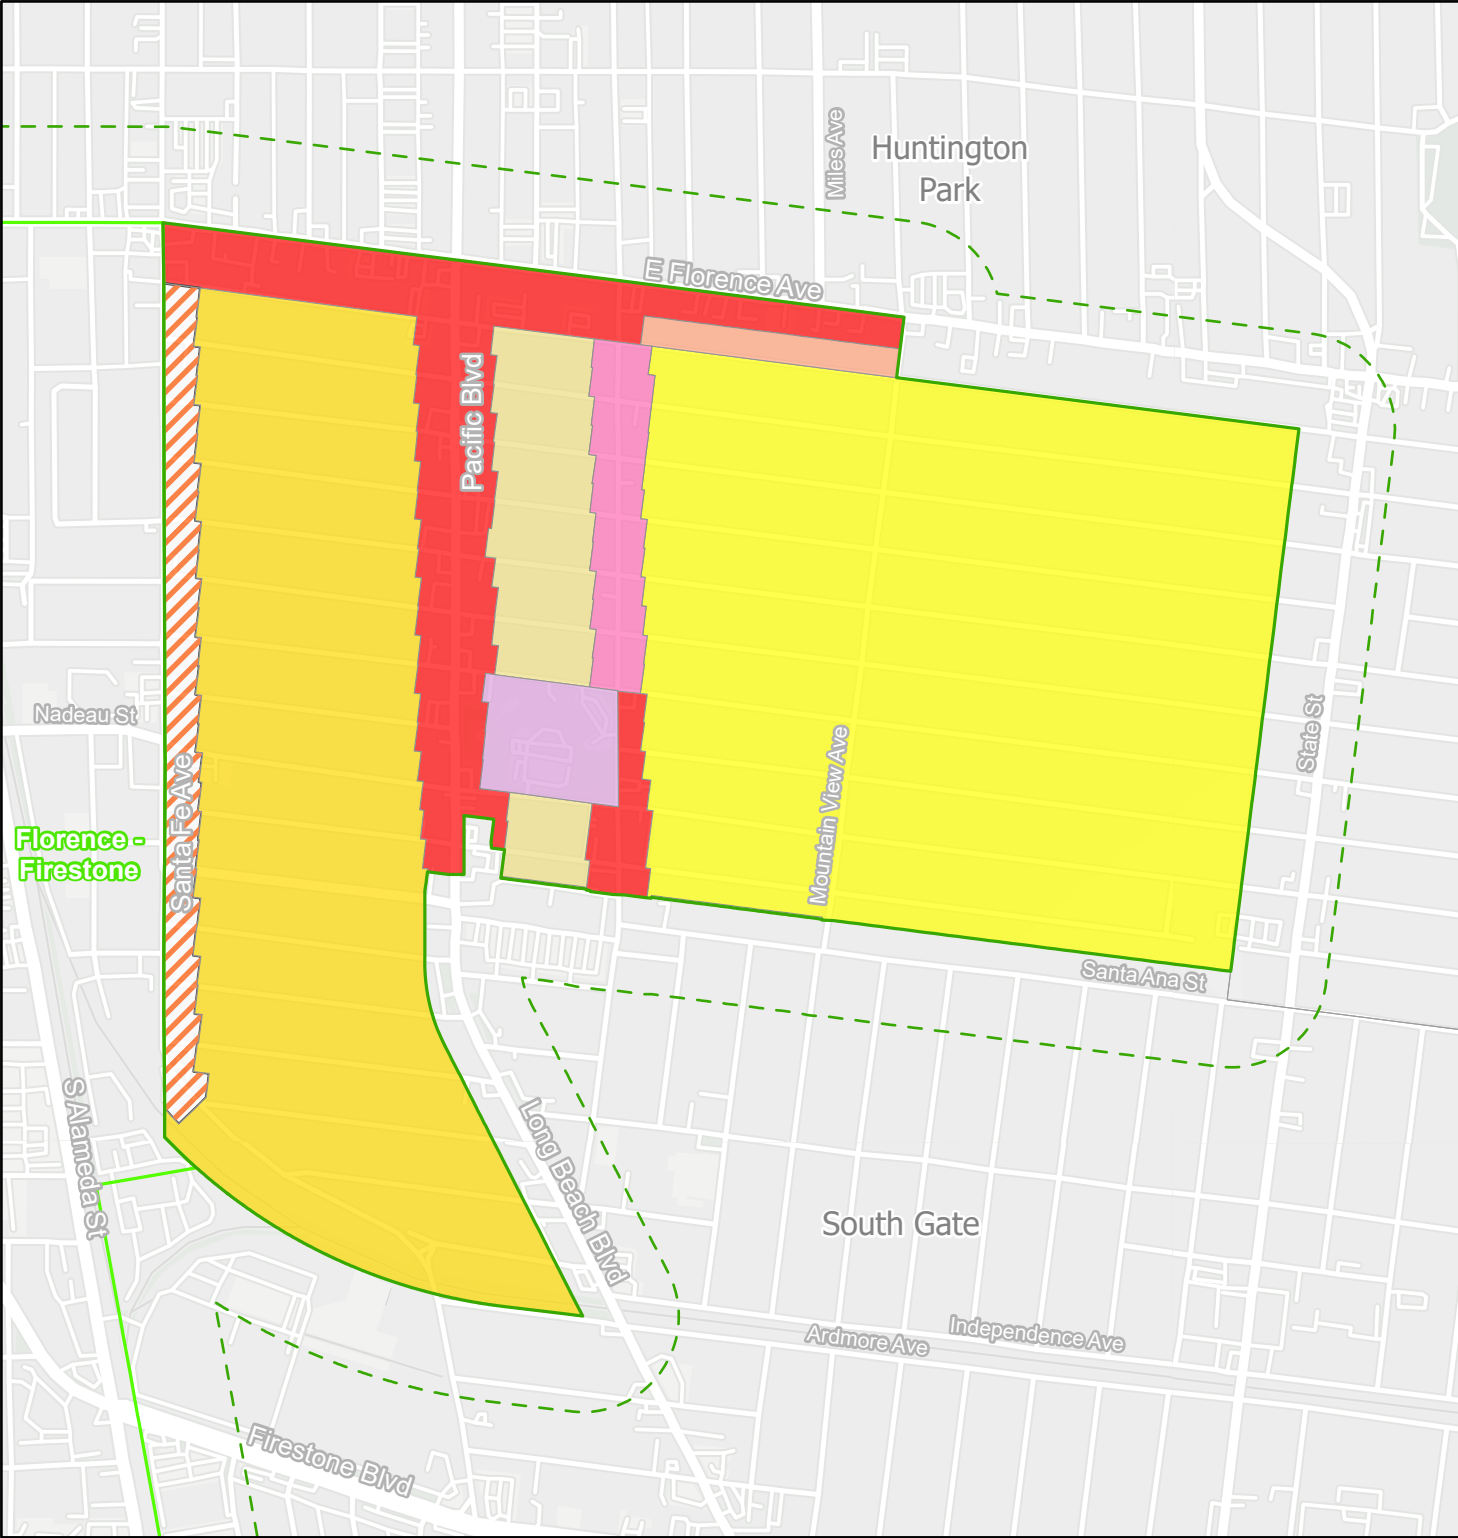 Miles Ave
Huntington
Park
E Florence Ave
Pacific Blvd
Nadeau St
State St
Santa Fe Ave
Mountain View Ave
Florence -
Firestone
Santa Ana St
S Alameda St
Long Beach Blvd
South Gate
Independence Ave
Ardmore Ave
Firestone Blvd